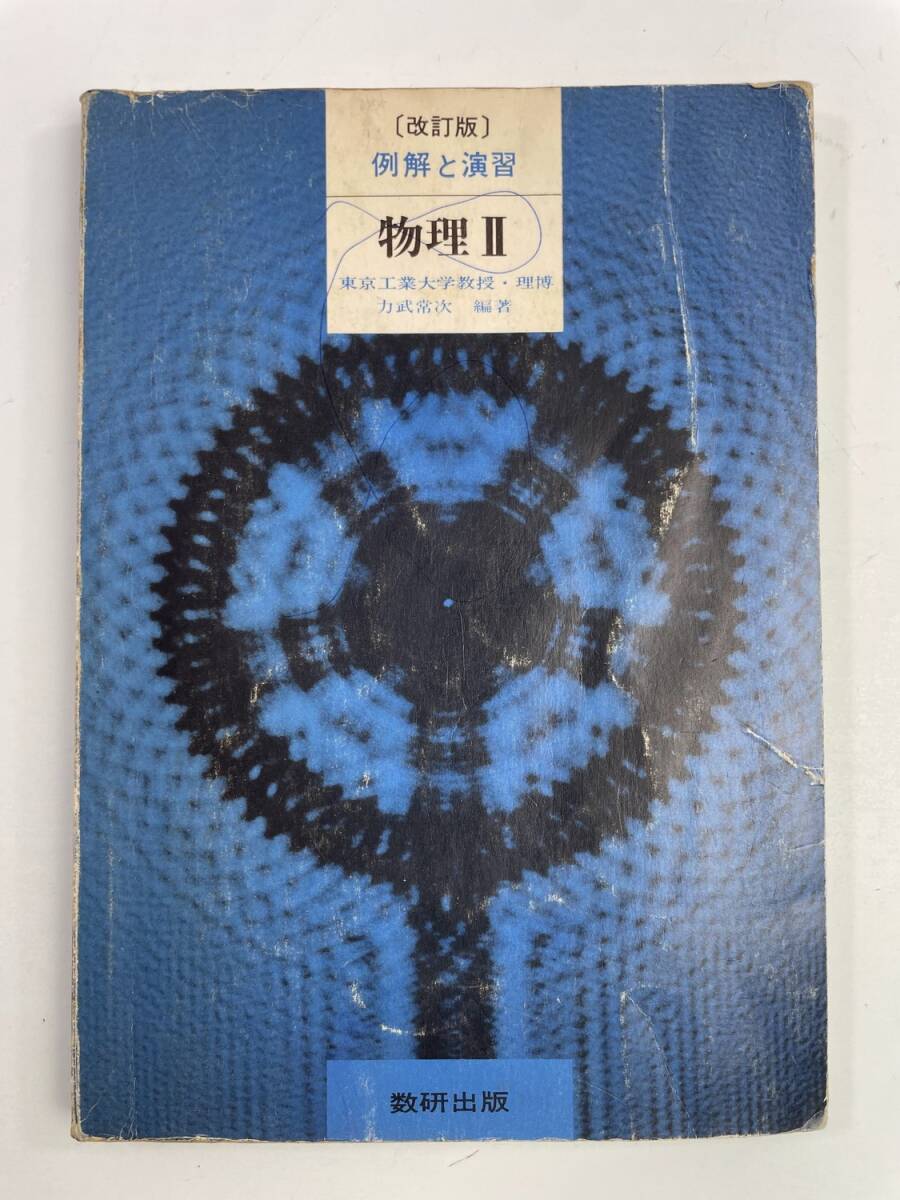 〔改訂版〕
例解と演習
物理Ⅱ
東京工業大学教授・理博
力武常次 編著
数研出版